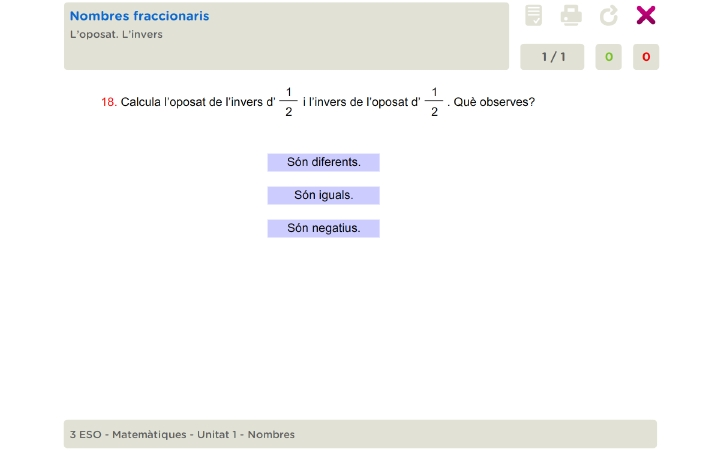 Nombres fraccionaris
L'oposat. L'invers
1 / 1
0
0
18. Calcula l'oposat de l'invers d' 1/2 i l'invers de l'oposat d' 1/2 . Què observes?
Són diferents.
Són iguals.
Són negatius.
3 ESO - Matemàtiques - Unitat 1 - Nombres